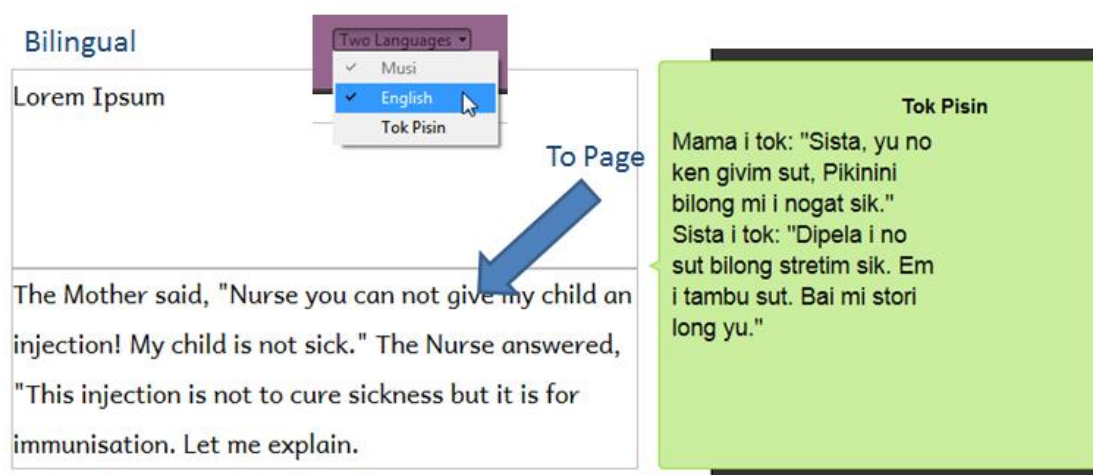 Bilingual
Two Languages
Musi
English
Tok Pisin
Lorem Ipsum
To Page
The Mother said, "Nurse you can not give my child an
injection! My child is not sick." The Nurse answered,
"This injection is not to cure sickness but it is for
immunisation. Let me explain.
Tok Pisin
Mama i tok: "Sista, yu no
ken givim sut, Pikinini
bilong mi i nogat sik."
Sista i tok: "Dipela i no
sut bilong stretim sik. Em
i tambu sut. Bai mi stori
long yu."